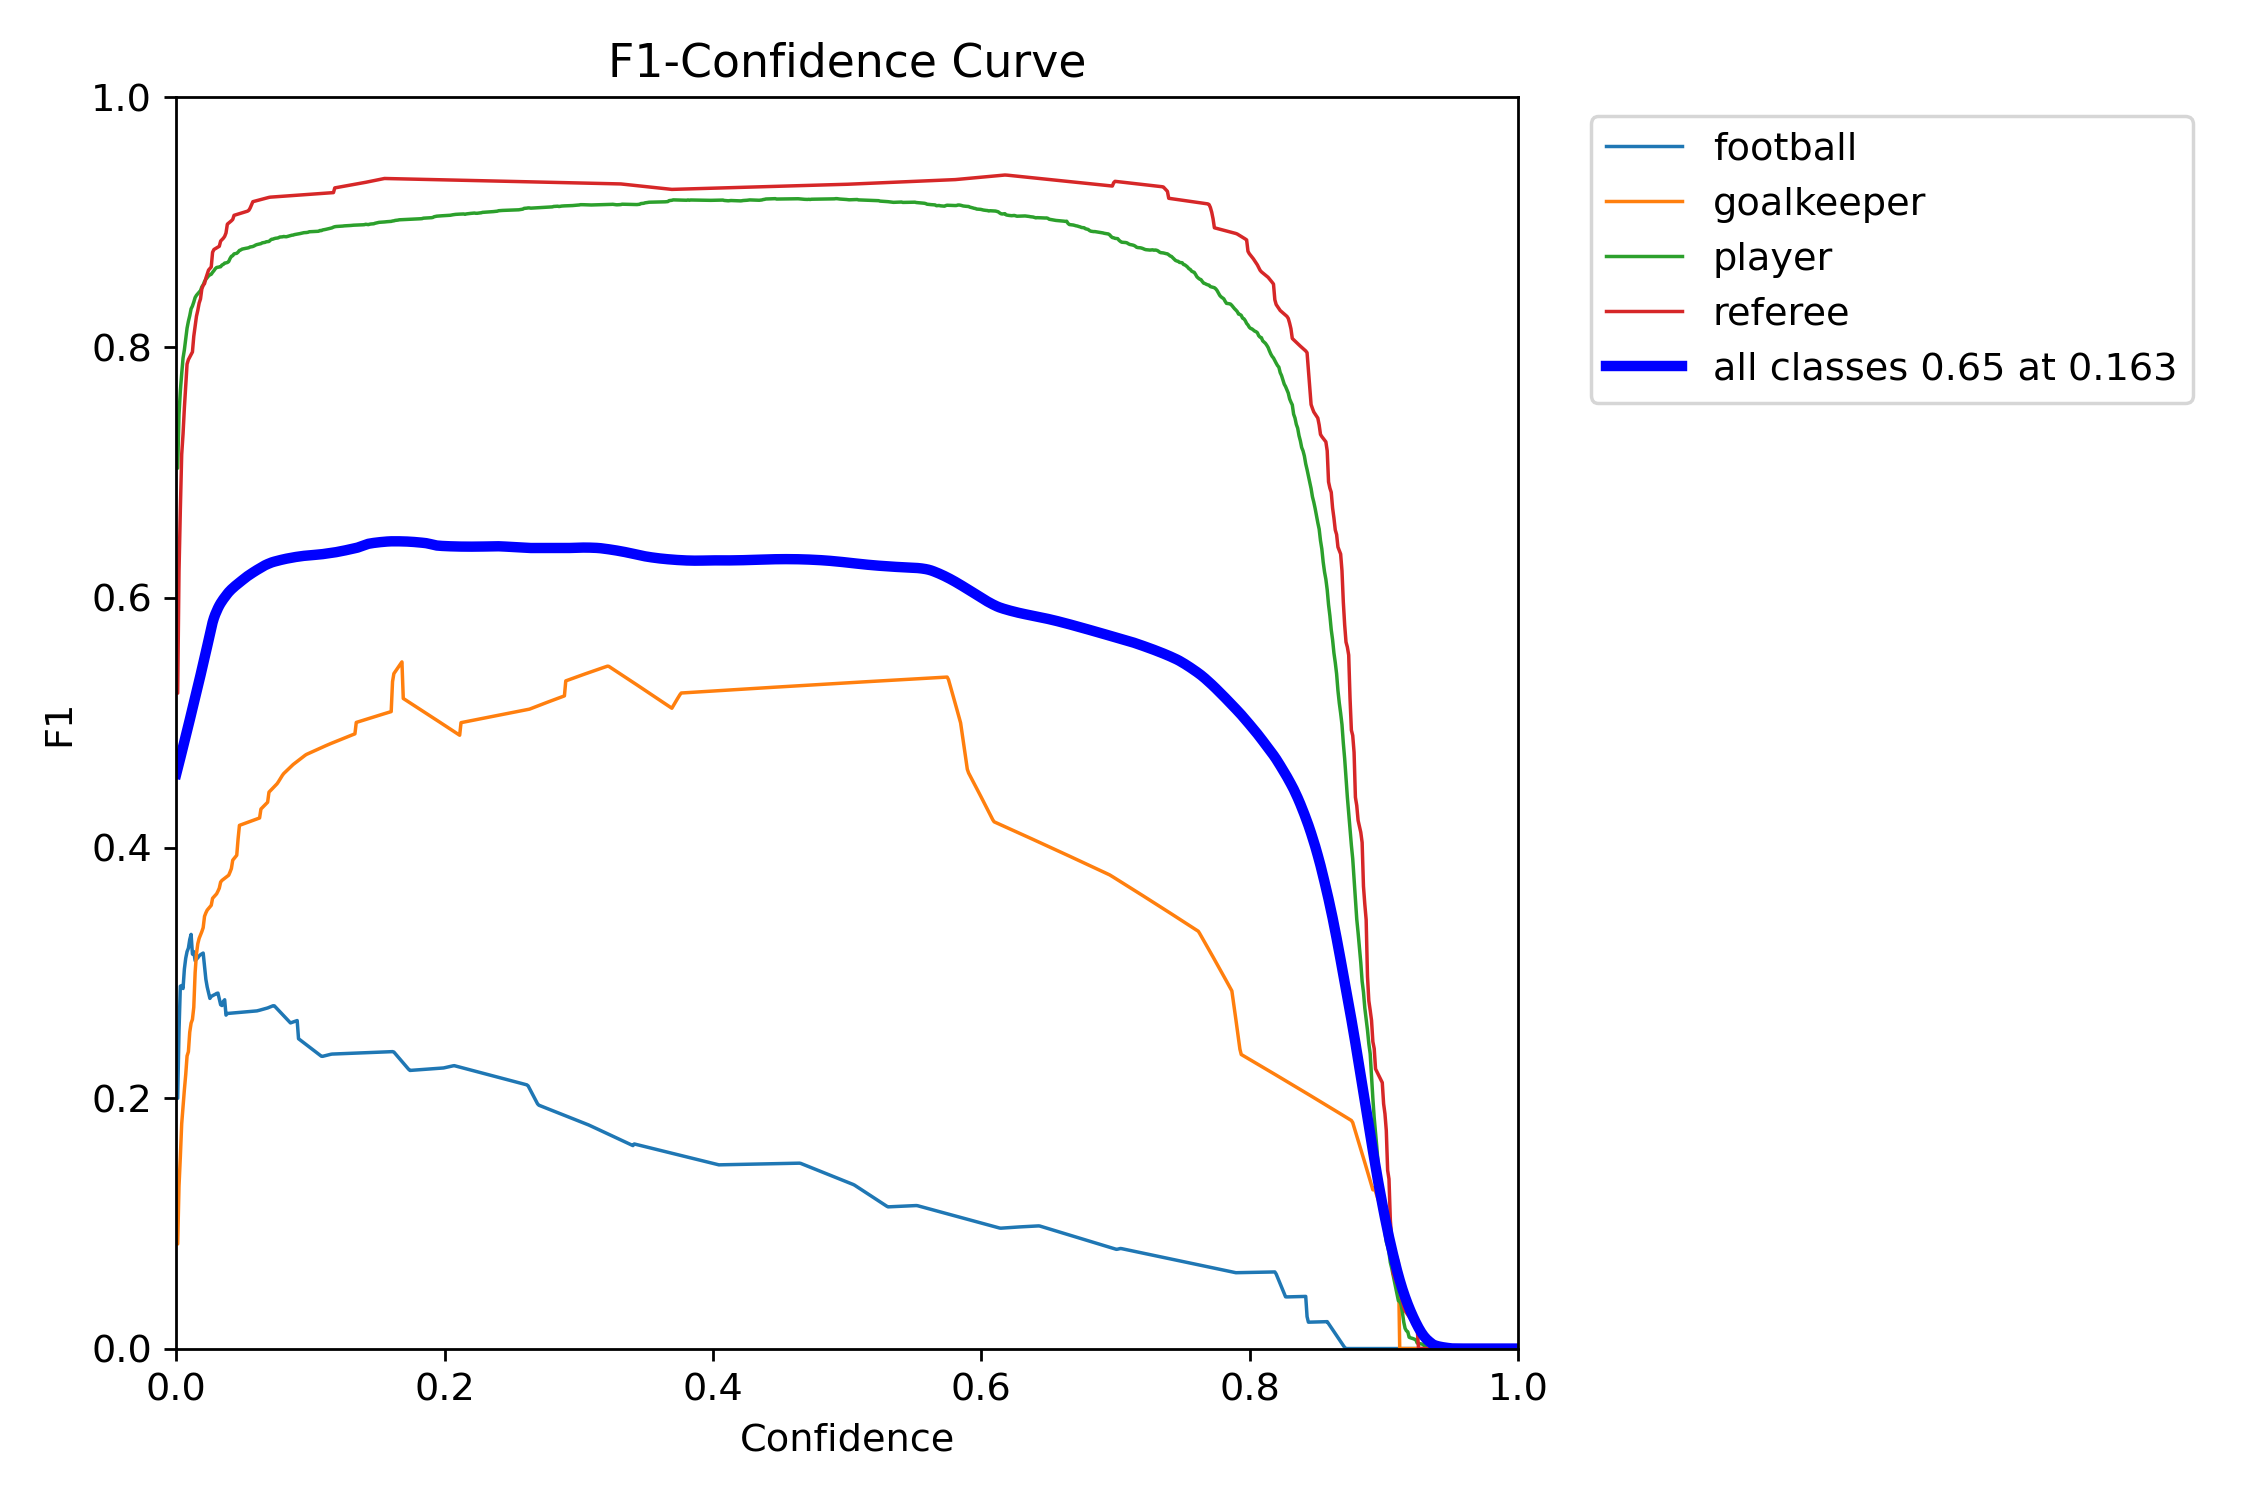 F1-Confidence Curve
1.0
0.8
0.6
0.4
0.2
0.0
F1
0.0 0.2 0.4 0.6 0.8 1.0
Confidence
football
goalkeeper
player
referee
all classes 0.65 at 0.163